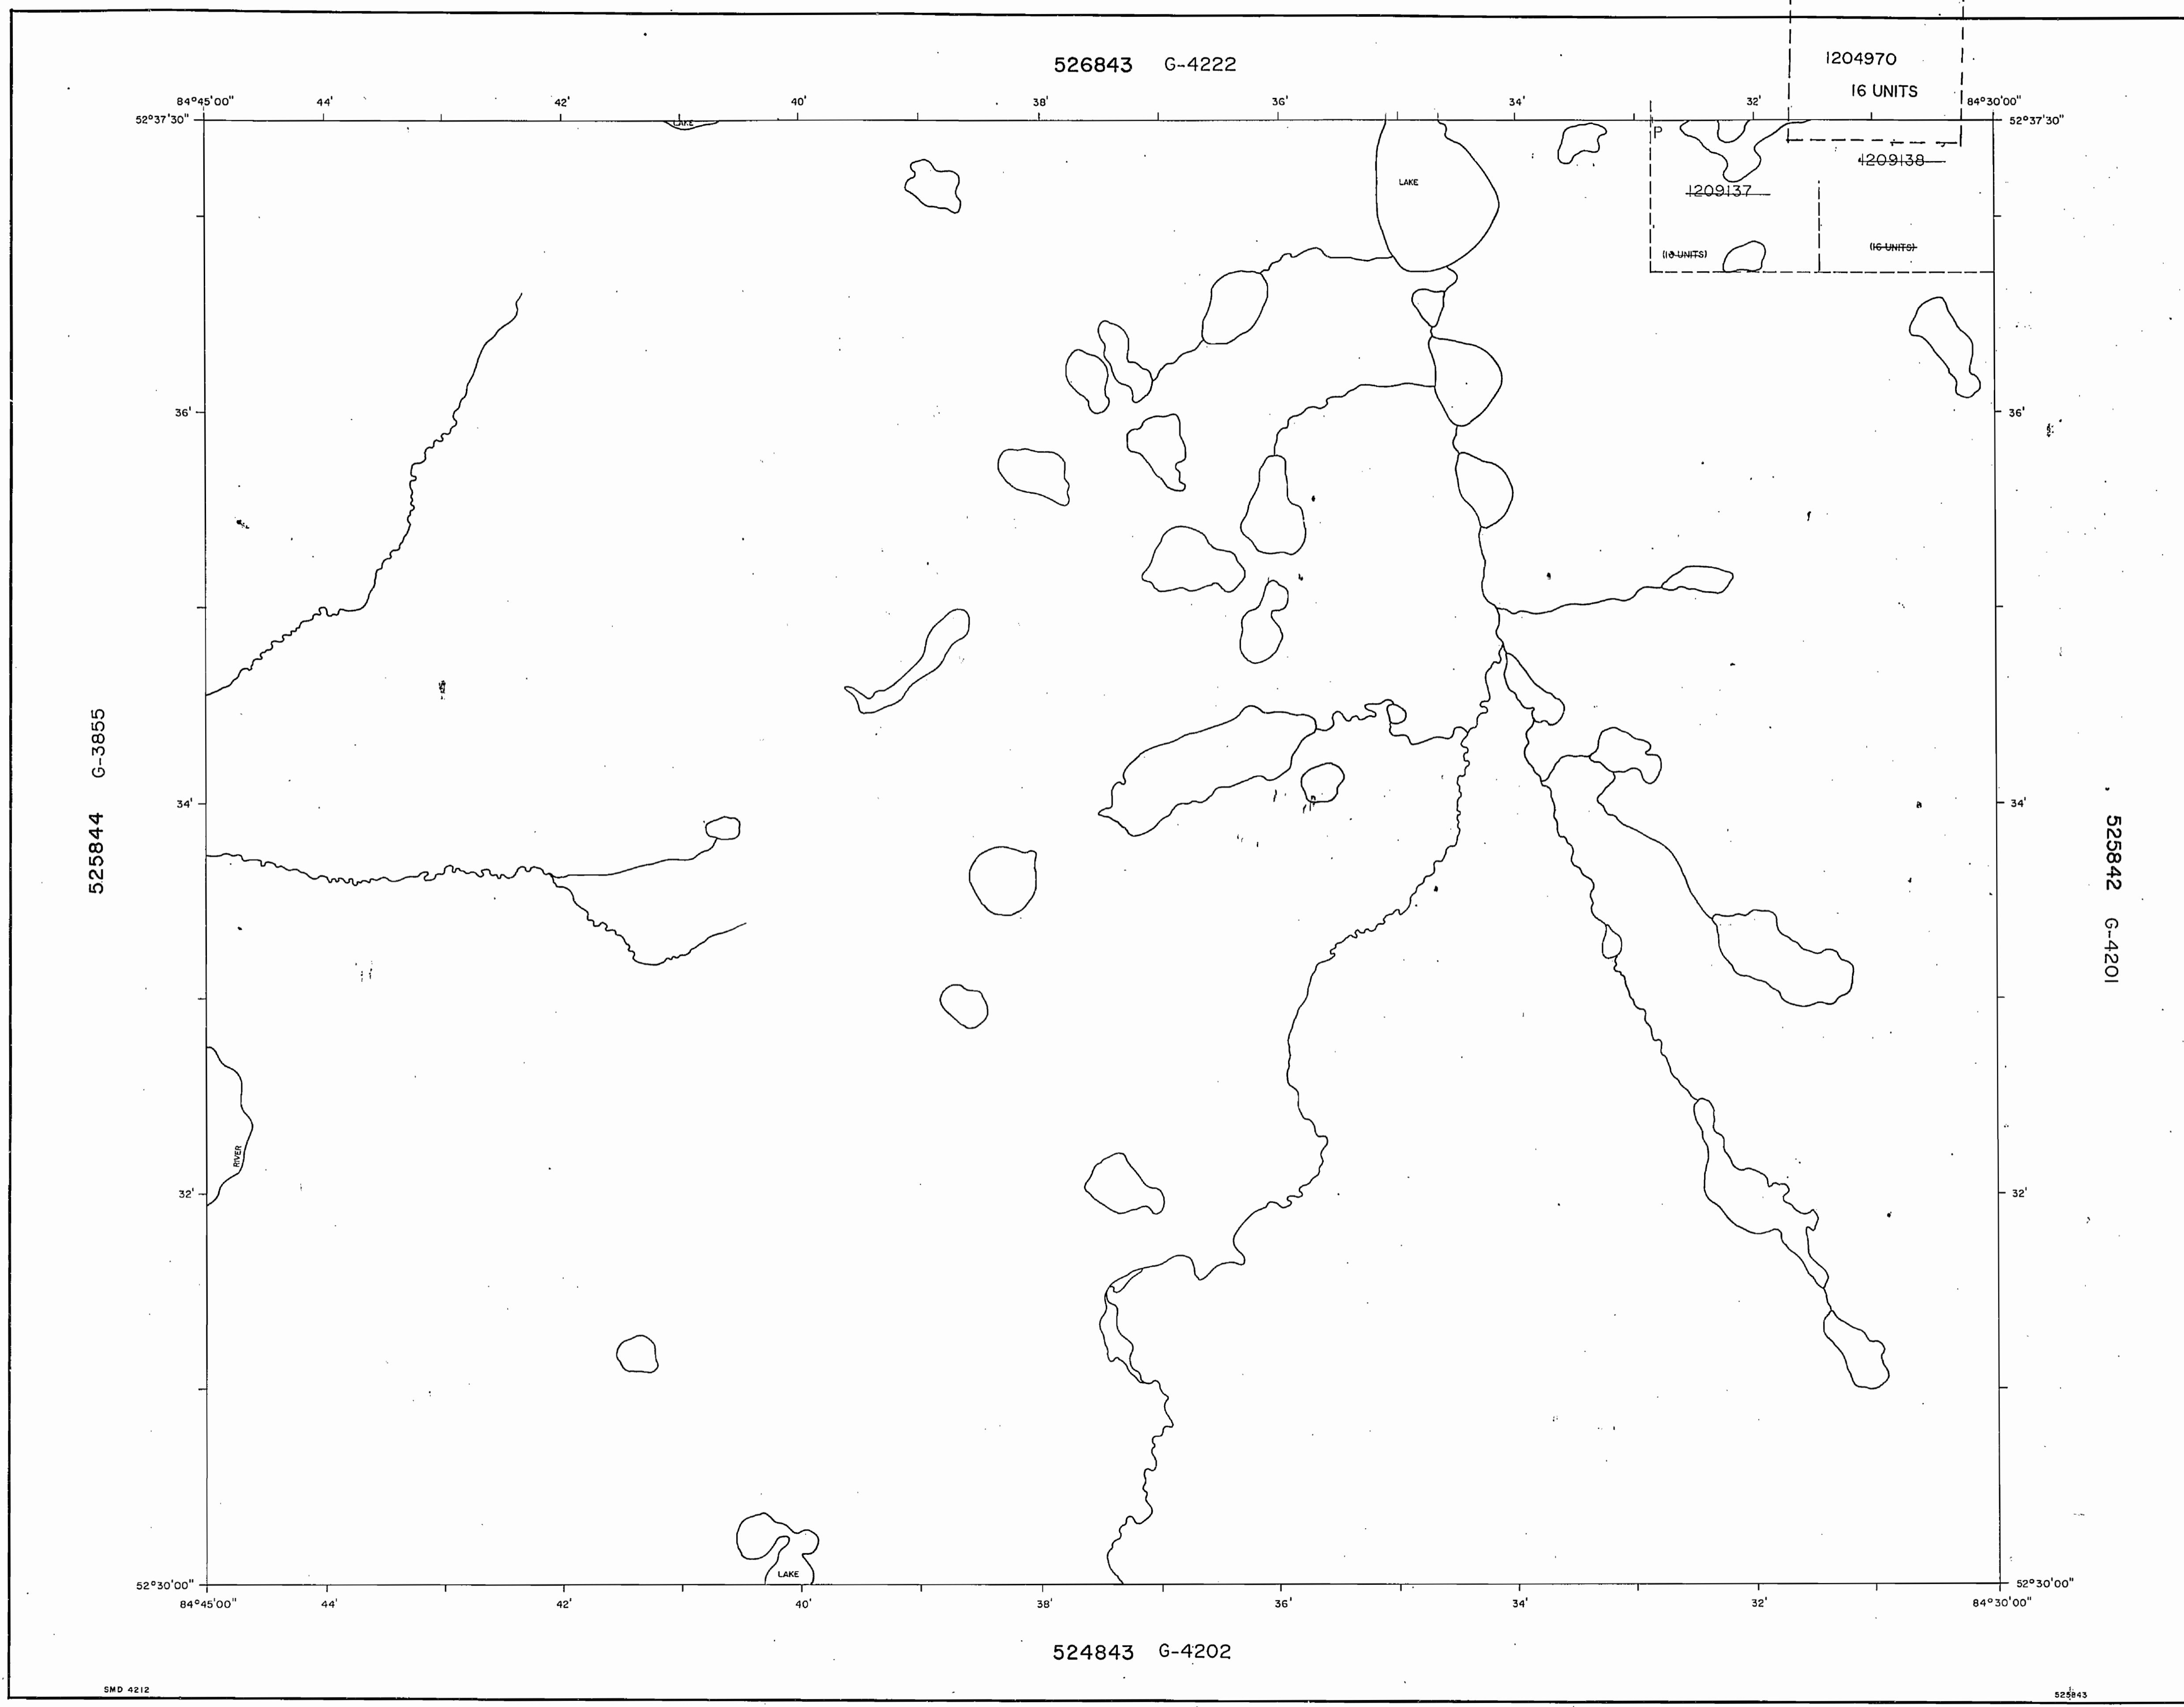 1204970
16 UNITS
526843 G-4222
84°45'00" 44' 42' 40' 38' 36' 34' 32' 84°30'00"
52°37'30" LAKE 52°37'30"
P
1209138
LAKE
1209137
(16 UNITS)
(16 UNITS)
36' 36'
525844 G-3855
34' 34'
525842 G-4201
RIVER
32' 32'
LAKE
52°30'00" 52°30'00"
84°45'00" 44' 42' 40' 38' 36' 34' 32' 84°30'00"
524843 G-4202
SMD 4212 525843